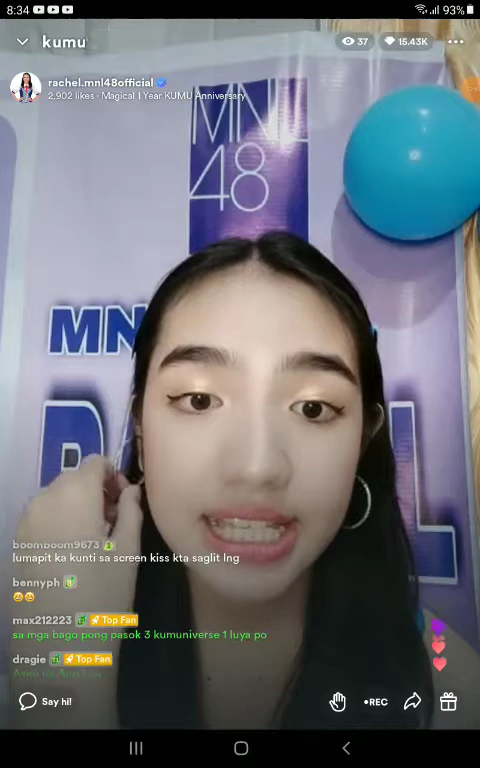 8:34
93%
kumu
37
15.43K
rachel.mnl48official
2,902 likes · Magical 1 Year KUMU Anniversary
MNL
48
MN
L
boomboom9673
lumapit ka kunti sa screen kiss kta saglit lng
bennyph
max212223 Top Fan
sa mga bago pong pasok 3 kumuniverse 1 luya po
dragie Top Fan
Say hi!
•REC